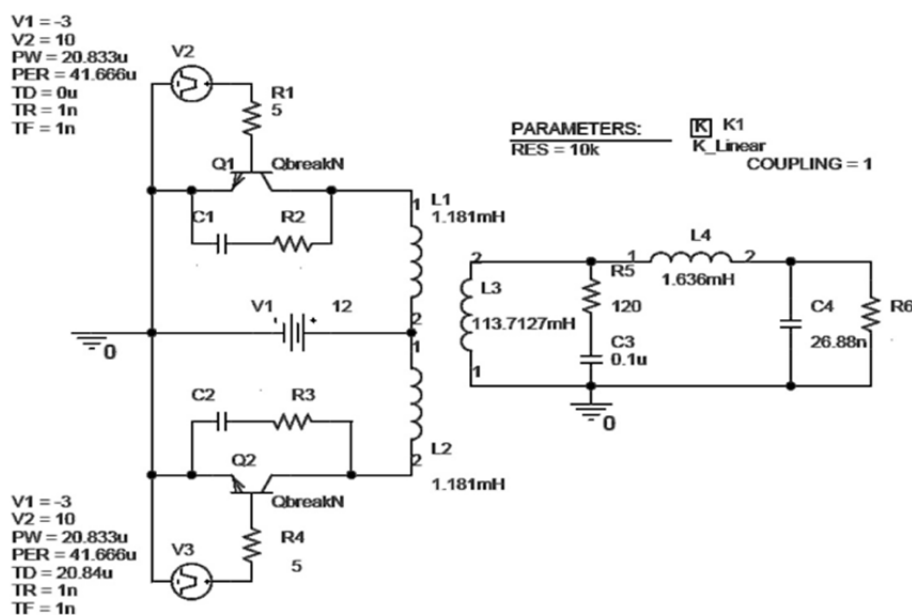 V1 = -3
V2 = 10
PW = 20.833u
PER = 41.666u
TD = 0u
TR = 1n
TF = 1n
V2
R1
5
PARAMETERS:
RES = 10k
K K1
K_Linear
COUPLING = 1
Q1
QbreakN
C1
R2
1
L1
1.181mH
2
V1
12
0
1
L2
2
1.181mH
2
L3
113.7127mH
1
R5
120
C3
0.1u
0
1
L4
2
1.636mH
C4
26.88n
R6
C2
R3
Q2
QbreakN
R4
5
V3
V1 = -3
V2 = 10
PW = 20.833u
PER = 41.666u
TD = 20.84u
TR = 1n
TF = 1n